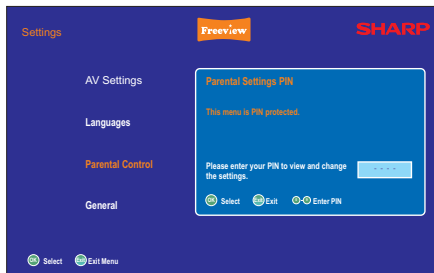 Settings
Freeview
SHARP
AV Settings
Languages
Parental Control
General
Parental Settings PIN
This menu is PIN protected.
Please enter your PIN to view and change
the settings.
- - - -
OK Select Exit Exit 0-9 Enter PIN
OK Select Exit Exit Menu